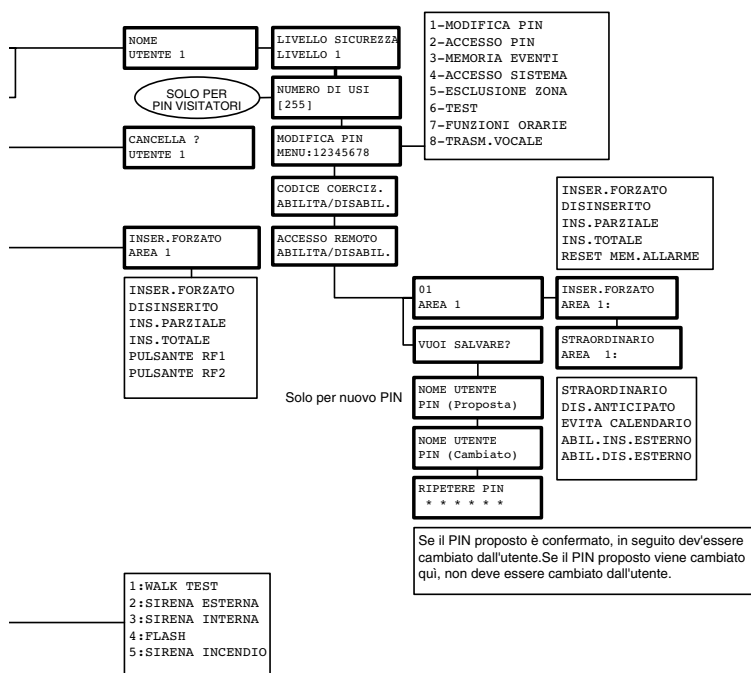 NOME
UTENTE 1
LIVELLO SICUREZZA
LIVELLO 1
1-MODIFICA PIN
2-ACCESSO PIN
3-MEMORIA EVENTI
4-ACCESSO SISTEMA
5-ESCLUSIONE ZONA
6-TEST
7-FUNZIONI ORARIE
8-TRASM.VOCALE
SOLO PER
PIN VISITATORI
NUMERO DI USI
[255]
CANCELLA ?
UTENTE 1
MODIFICA PIN
MENU:12345678
CODICE COERCIZ.
ABILITA/DISABIL.
INSER.FORZATO
DISINSERITO
INS.PARZIALE
INS.TOTALE
RESET MEM.ALLARME
INSER.FORZATO
AREA 1
ACCESSO REMOTO
ABILITA/DISABIL.
INSER.FORZATO
DISINSERITO
INS.PARZIALE
INS.TOTALE
PULSANTE RF1
PULSANTE RF2
01
AREA 1
INSER.FORZATO
AREA 1:
VUOI SALVARE?
STRAORDINARIO
AREA 1:
Solo per nuovo PIN
NOME UTENTE
PIN (Proposta)
STRAORDINARIO
DIS.ANTICIPATO
EVITA CALENDARIO
ABIL.INS.ESTERNO
ABIL.DIS.ESTERNO
NOME UTENTE
PIN (Cambiato)
RIPETERE PIN
* * * * * *
Se il PIN proposto è confermato, in seguito dev'essere
cambiato dall'utente.Se il PIN proposto viene cambiato
quì, non deve essere cambiato dall'utente.
1:WALK TEST
2:SIRENA ESTERNA
3:SIRENA INTERNA
4:FLASH
5:SIRENA INCENDIO